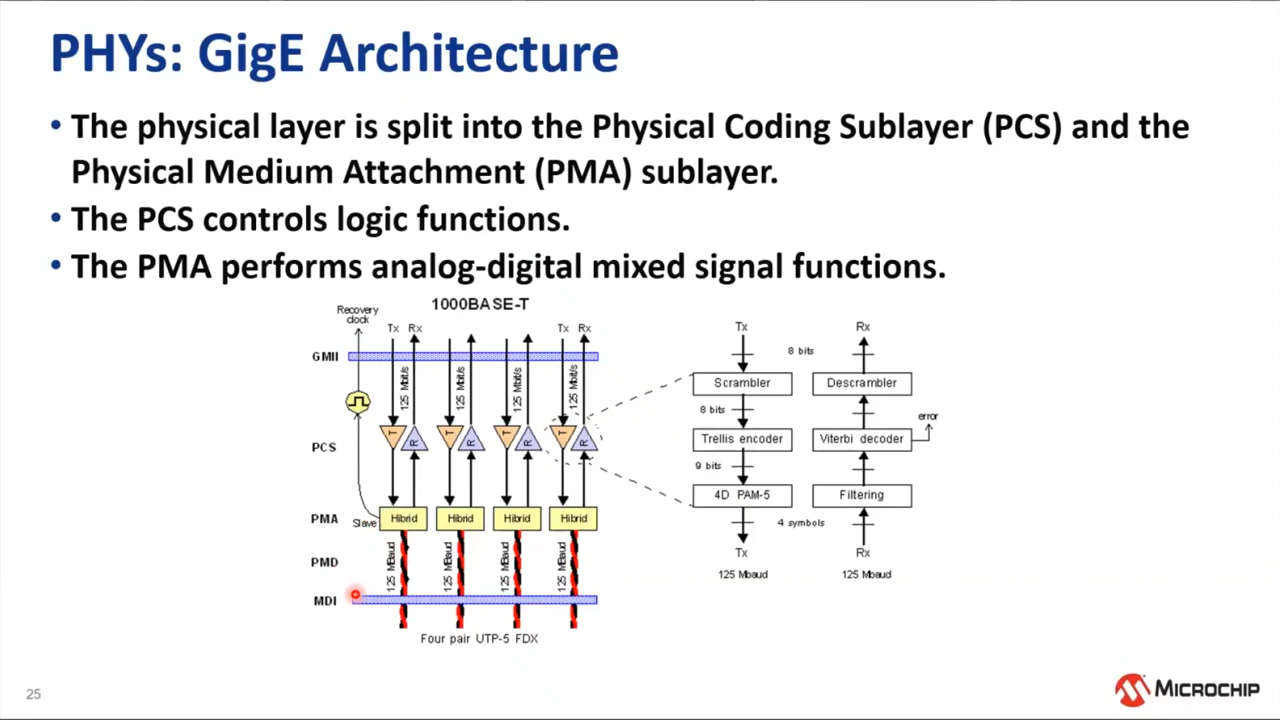 PHYs: GigE Architecture
• The physical layer is split into the Physical Coding Sublayer (PCS) and the
Physical Medium Attachment (PMA) sublayer.
• The PCS controls logic functions.
• The PMA performs analog-digital mixed signal functions.
1000BASE-T
Recovery
clock
Tx Rx
Tx Rx
GMII
125 Mbit/s
125 Mbit/s
125 Mbit/s
125 Mbit/s
T R
T R
T R
T R
PCS
PMA
Slave
Hibrid
Hibrid
Hibrid
Hibrid
PMD
125 MBaud
125 MBaud
125 MBaud
125 MBaud
MDI
Four pair UTP-5 FDX
Tx
Rx
8 bits
Scrambler
Descrambler
8 bits
error
Trellis encoder
Viterbi decoder
9 bits
4D PAM-5
Filtering
4 symbols
Tx
Rx
125 Mbaud
125 Mbaud
25
MICROCHIP